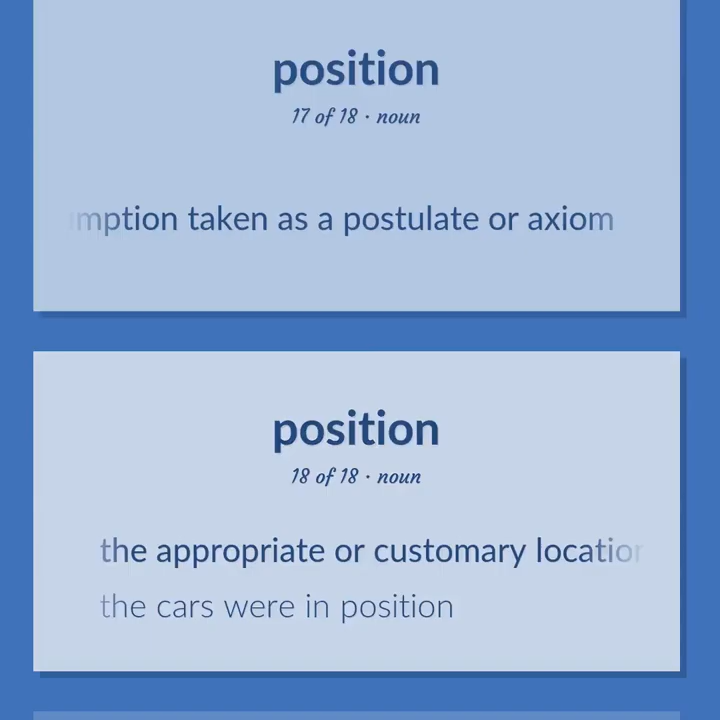 position
17 of 18 · noun
mption taken as a postulate or axiom
position
18 of 18 · noun
the appropriate or customary location
the cars were in position